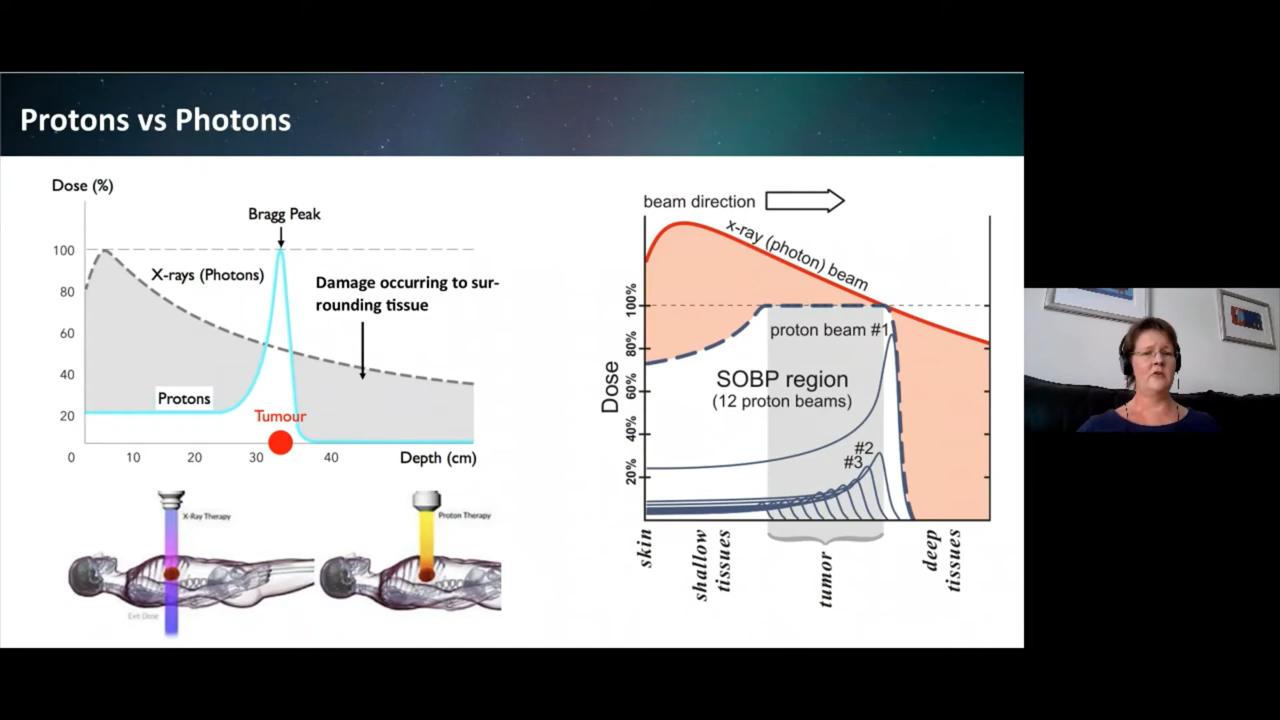 Protons vs Photons
Dose (%)
Bragg Peak
100
80
60
40
20
X-rays (Photons)
Damage occurring to sur-
rounding tissue
Protons
Tumour
0
10
20
30
40
Depth (cm)
X-Ray Therapy
Exit Dose
Proton Therapy
beam direction
x-ray (photon) beam
Dose
100%
80%
60%
40%
20%
proton beam #1
SOBP region
(12 proton beams)
#2
#3
skin
shallow
tissues
tumor
deep
tissues